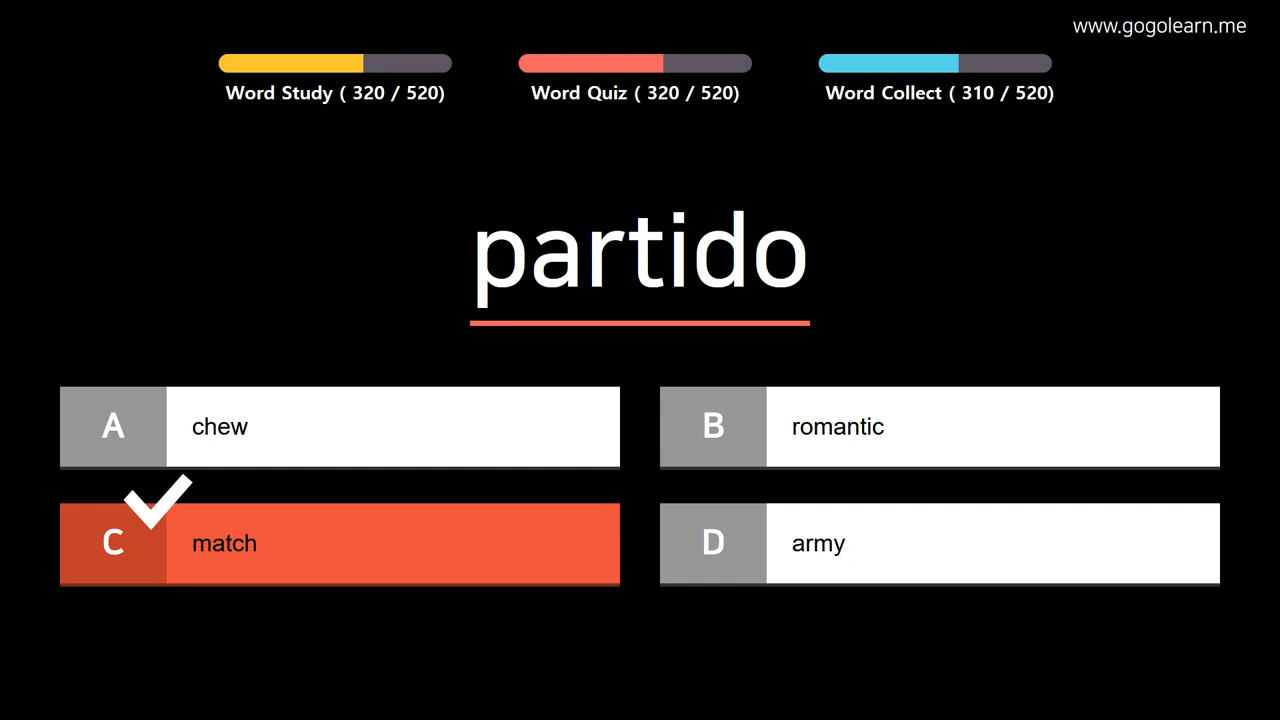 www.gogolearn.me
Word Study ( 320 / 520)
Word Quiz ( 320 / 520)
Word Collect ( 310 / 520)
partido
A chew
B romantic
C match
D army